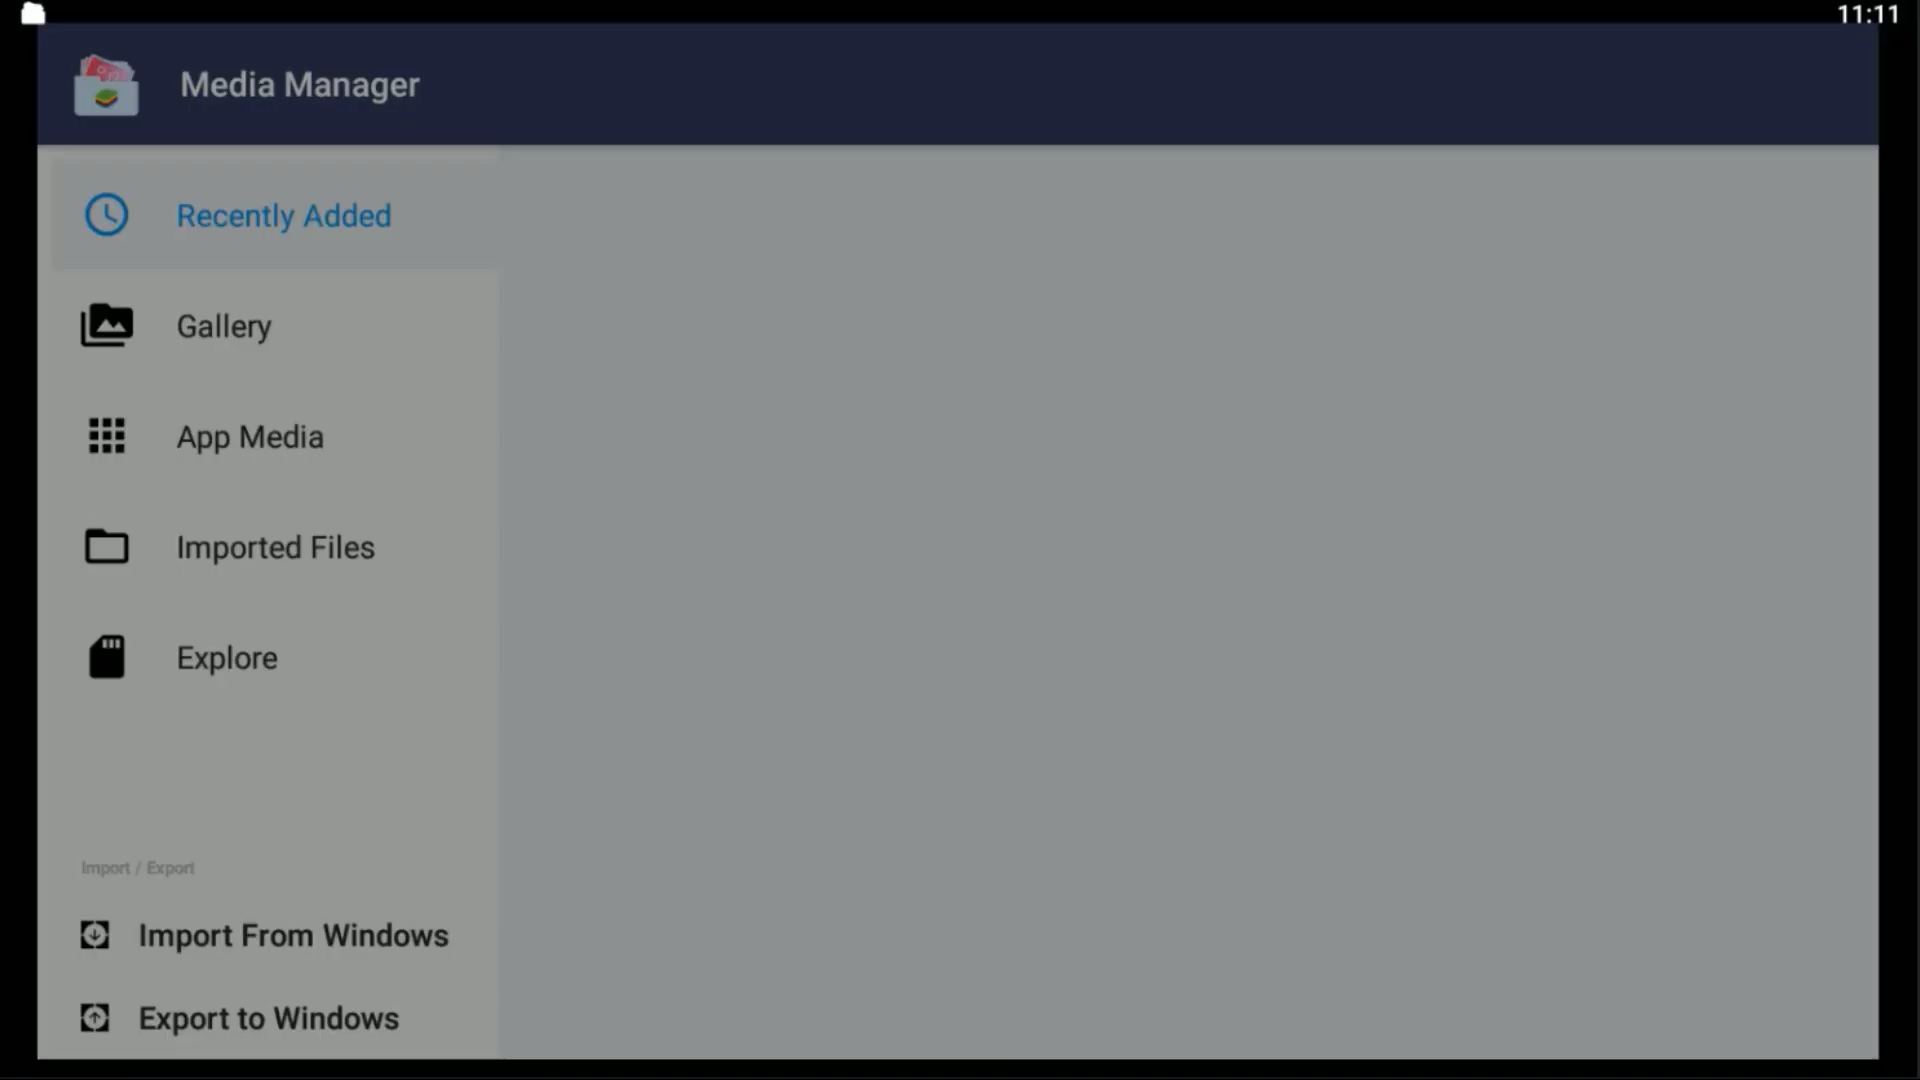 11:11
Media Manager
Recently Added
Gallery
App Media
Imported Files
Explore
Import / Export
Import From Windows
Export to Windows